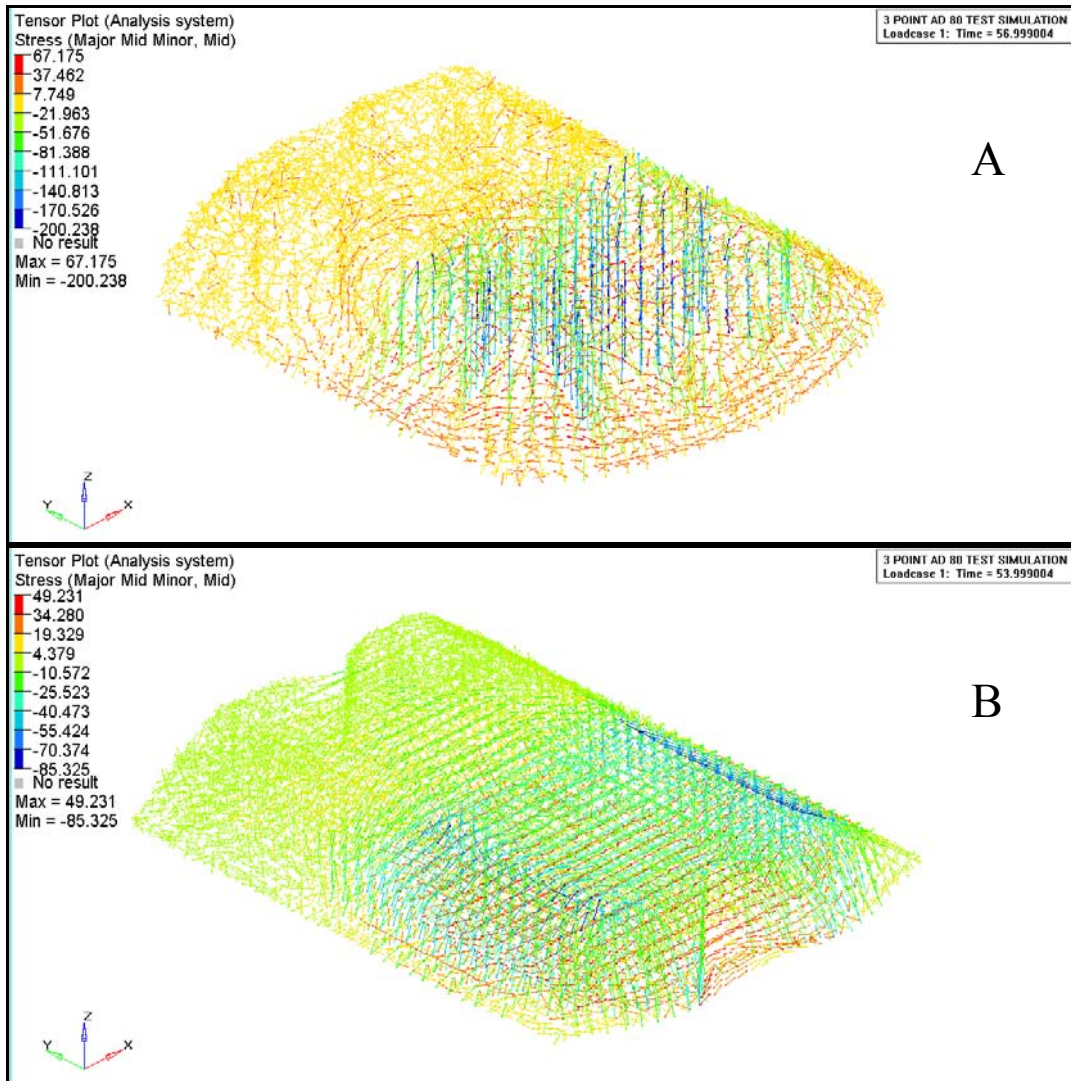 Tensor Plot (Analysis system)
Stress (Major Mid Minor, Mid)
67.175
37.462
7.749
-21.963
-51.676
-81.388
-111.101
-140.813
-170.526
-200.238
No result
Max = 67.175
Min = -200.238
3 POINT AD 80 TEST SIMULATION
Loadcase 1: Time = 56.999004
A
Z
Y
X
Tensor Plot (Analysis system)
Stress (Major Mid Minor, Mid)
49.231
34.280
19.329
4.379
-10.572
-25.523
-40.473
-55.424
-70.374
-85.325
No result
Max = 49.231
Min = -85.325
3 POINT AD 80 TEST SIMULATION
Loadcase 1: Time = 53.999004
B
Z
Y
X